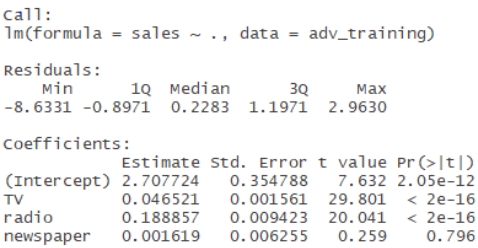 Call:
lm(formula = sales ~ ., data = adv_training)
Residuals:
Min 1Q Median 3Q Max
-8.6331 -0.8971 0.2283 1.1971 2.9630
Coefficients:
Estimate Std. Error t value Pr(>|t|)
(Intercept) 2.707724 0.354788 7.632 2.05e-12
TV 0.046521 0.001561 29.801 < 2e-16
radio 0.188857 0.009423 20.041 < 2e-16
newspaper 0.001619 0.006255 0.259 0.796